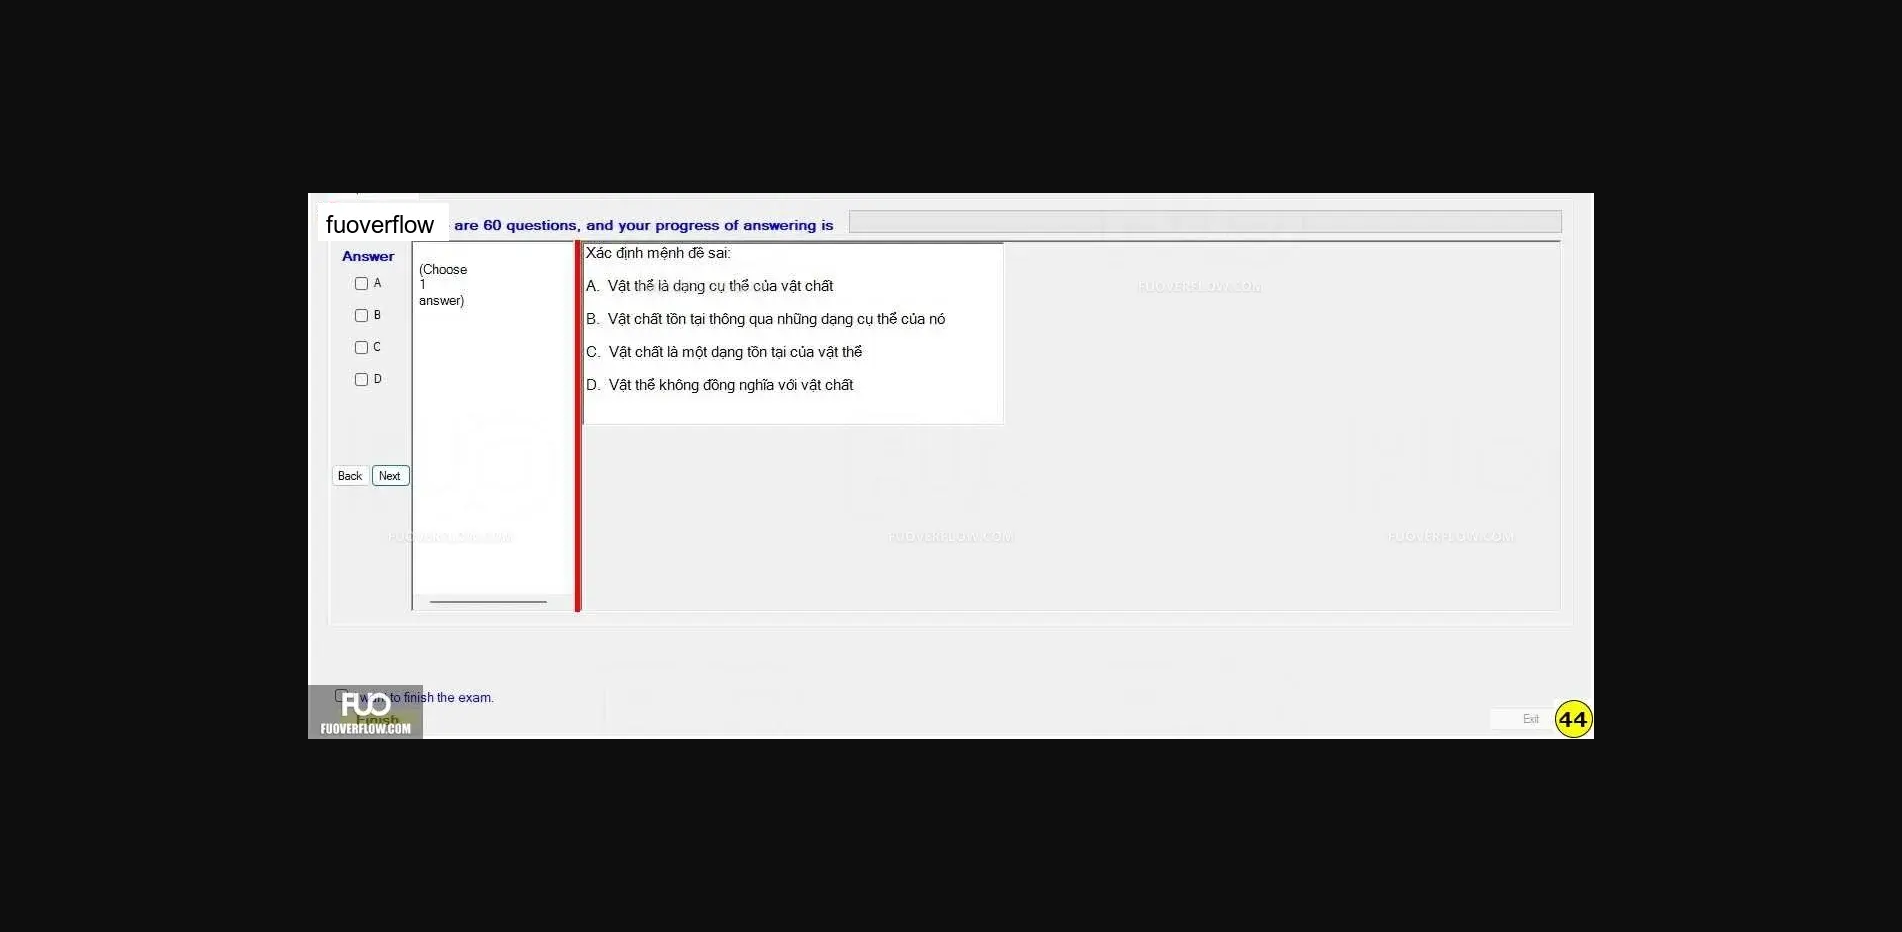 fuoverflow are 60 questions, and your progress of answering is
Answer
A
B
C
D
Back Next
(Choose
1
answer)
Xác định mệnh đề sai:
A. Vật thể là dạng cụ thể của vật chất
B. Vật chất tồn tại thông qua những dạng cụ thể của nó
C. Vật chất là một dạng tồn tại của vật thể
D. Vật thể không đồng nghĩa với vật chất
FUOVERFLOW.COM
FUOVERFLOW.COM FUOVERFLOW.COM FUOVERFLOW.COM
want to finish the exam.
Finish
FUO
FUOVERFLOW.COM
Exit 44